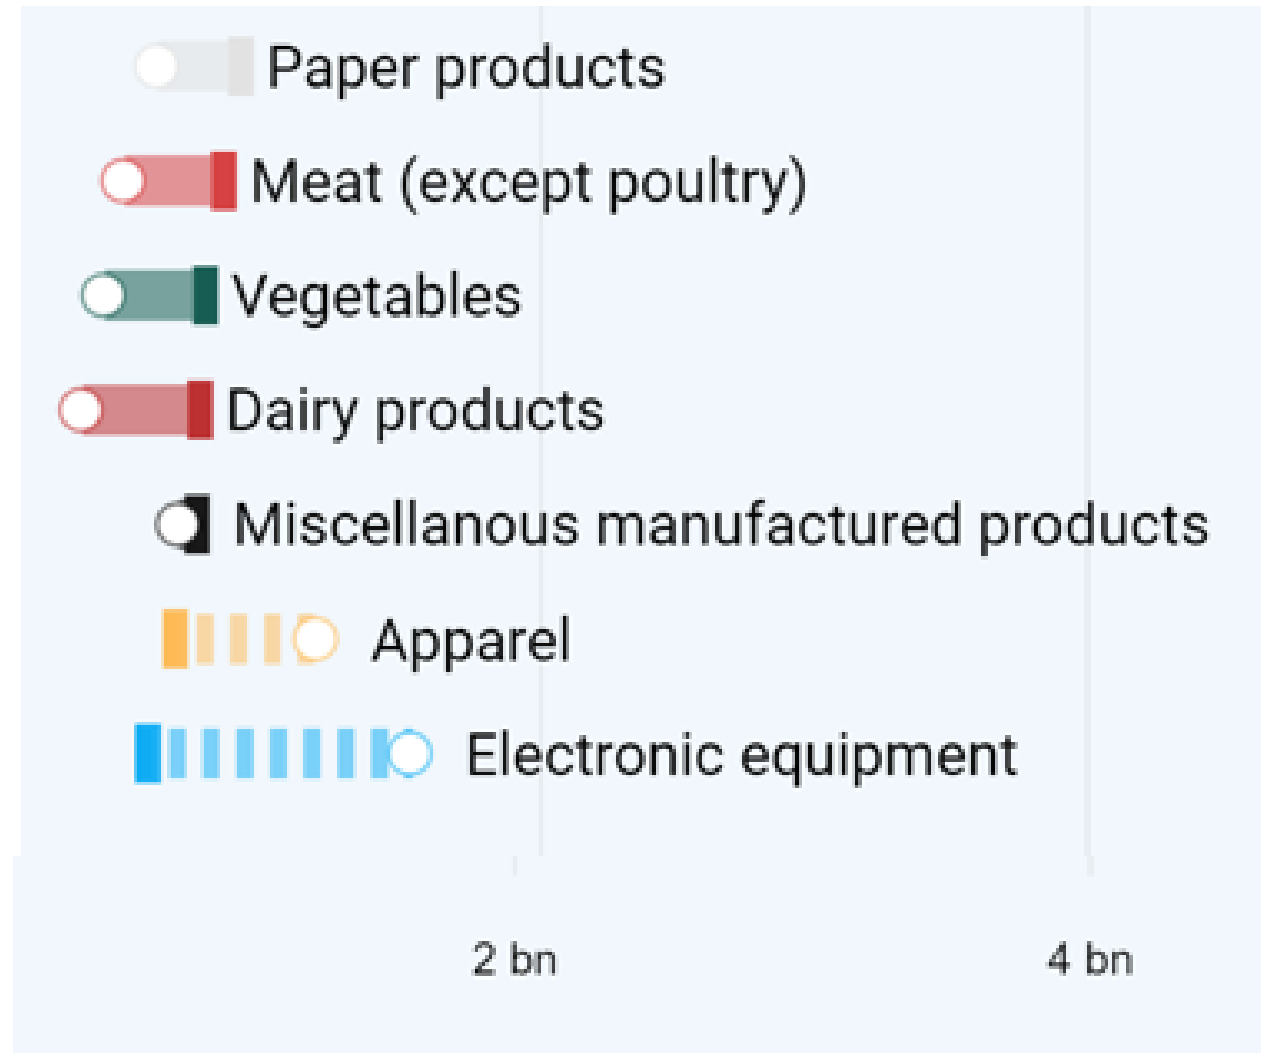 Paper products
Meat (except poultry)
Vegetables
Dairy products
Miscellanous manufactured products
Apparel
Electronic equipment
2 bn
4 bn